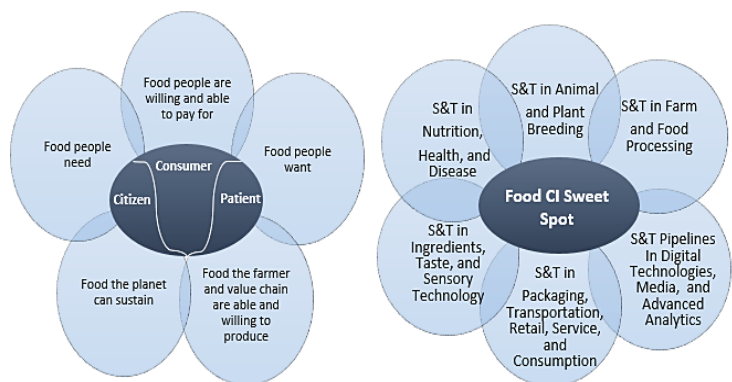 Food people are
willing and able
to pay for
Food people
need
Food people
want
Consumer
Citizen
Patient
Food the planet
can sustain
Food the farmer
and value chain
are able and
willing to
produce
S&T in Animal
and Plant
Breeding
S&T in
Nutrition,
Health, and
Disease
S&T in Farm
and Food
Processing
Food CI Sweet
Spot
S&T in
Ingredients,
Taste, and
Sensory
Technology
S&T in
Packaging,
Transportation,
Retail, Service,
and
Consumption
S&T Pipelines
In Digital
Technologies,
Media, and
Advanced
Analytics